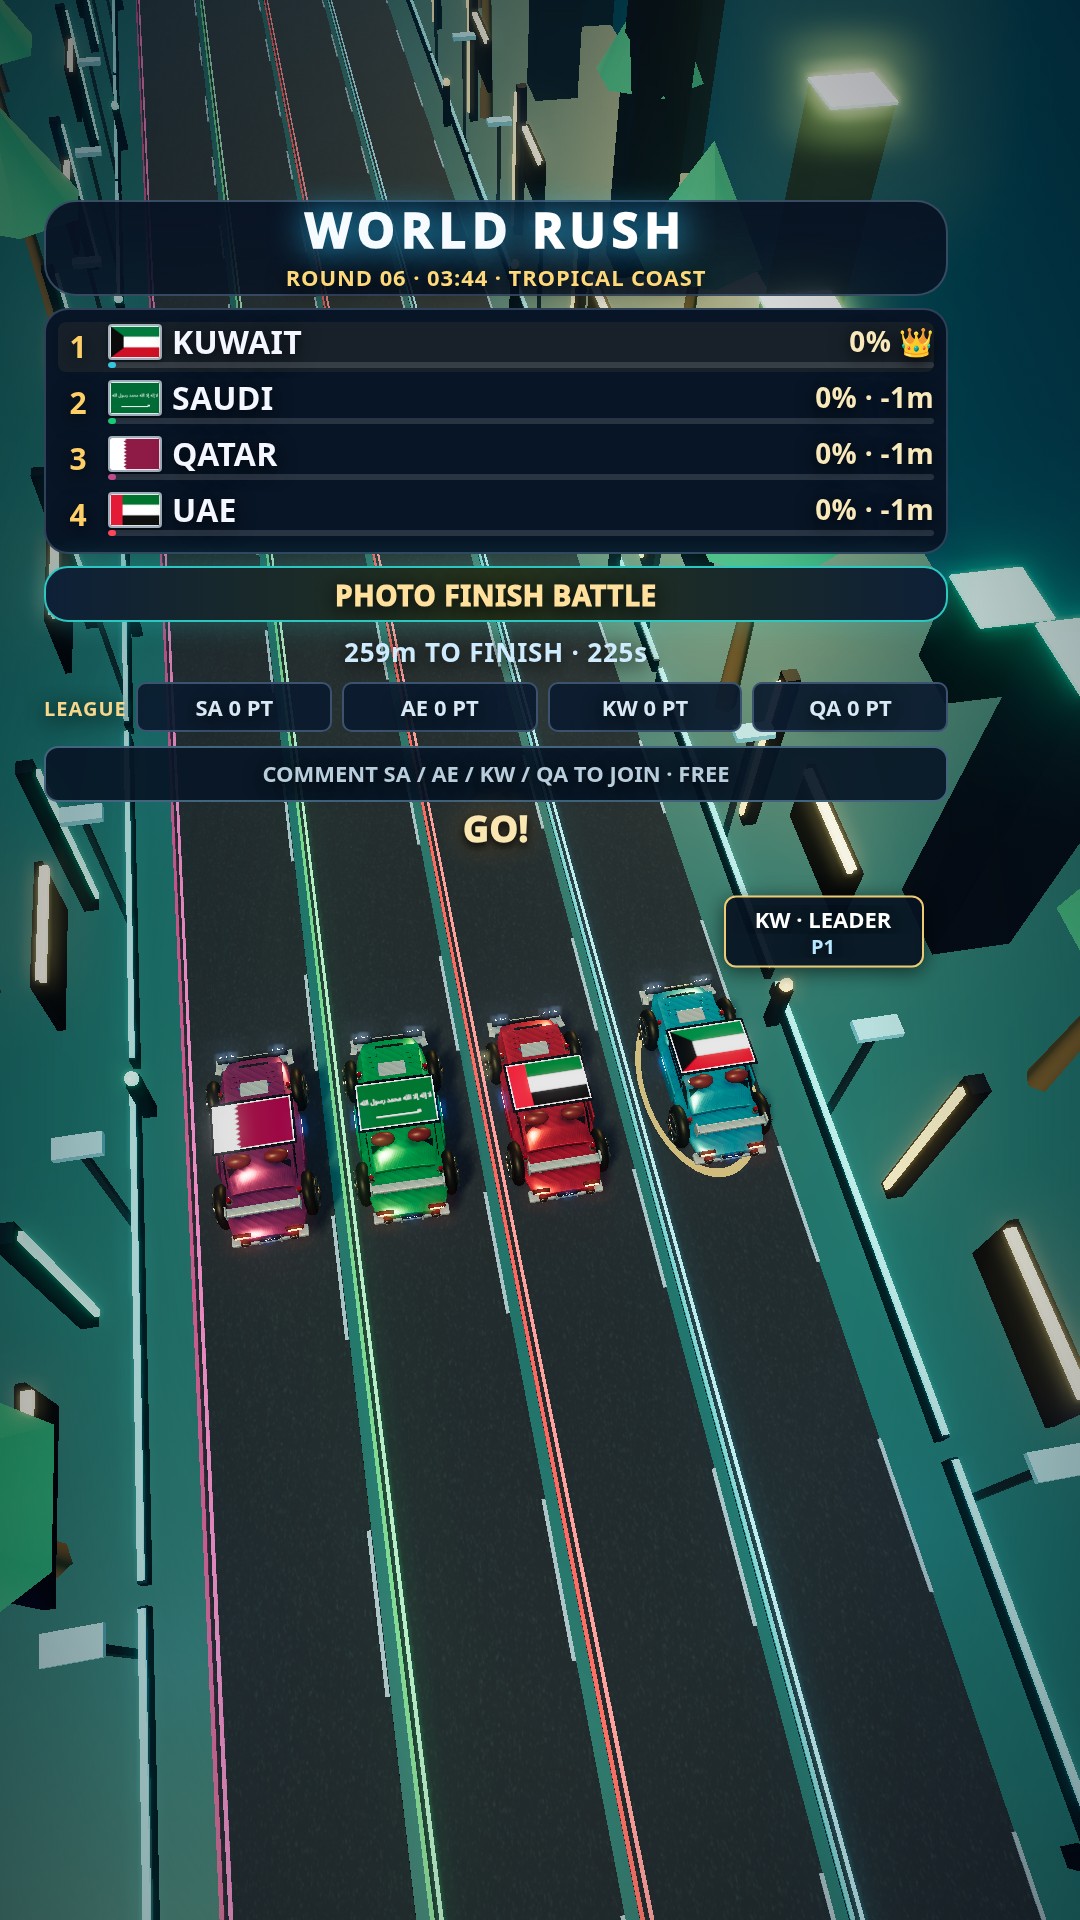 WORLD RUSH
ROUND 06 · 03:44 · TROPICAL COAST
1 KUWAIT 0% 👑
2 SAUDI 0% · -1m
3 QATAR 0% · -1m
4 UAE 0% · -1m
PHOTO FINISH BATTLE
259m TO FINISH · 225s
LEAGUE SA 0 PT AE 0 PT KW 0 PT QA 0 PT
COMMENT SA / AE / KW / QA TO JOIN · FREE
GO!
KW · LEADER
P1